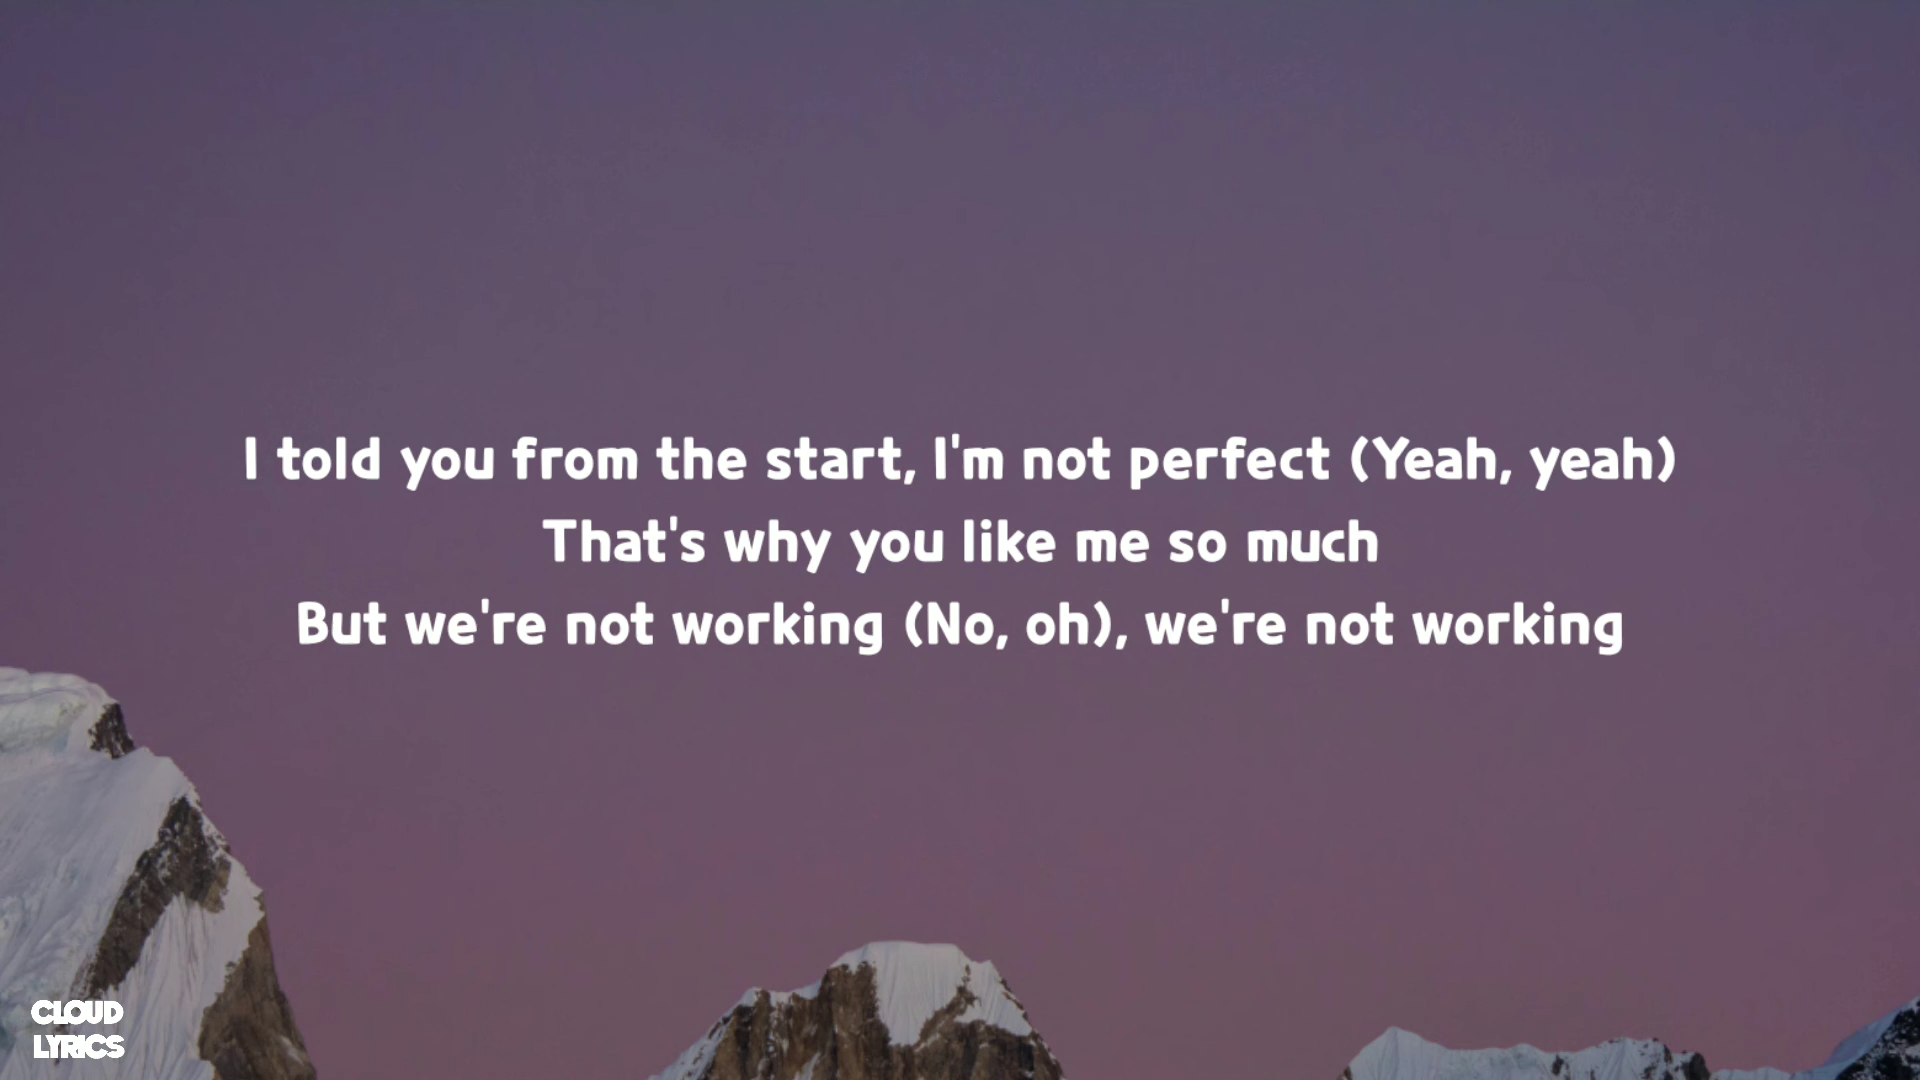 I told you from the start, I'm not perfect (Yeah, yeah)
That's why you like me so much
But we're not working (No, oh), we're not working
CLOUD
LYRICS